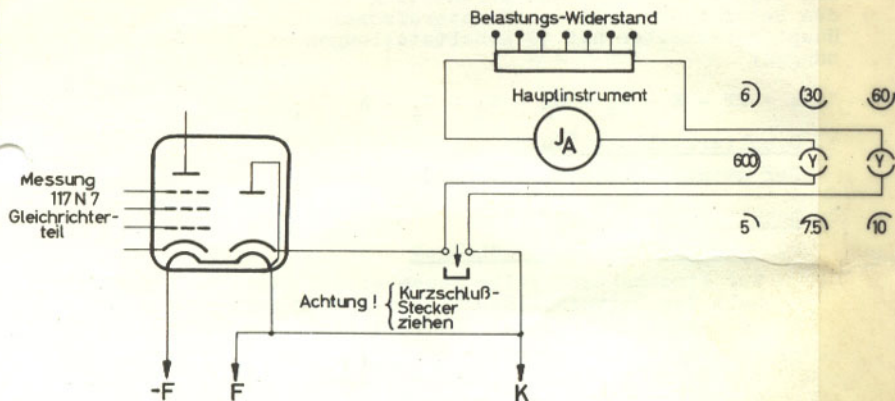 Belastungs-Widerstand
Hauptinstrument
JA
6
30
60
600
Y
Y
5
7.5
10
Messung
117 N 7
Gleichrichter-
teil
Achtung !
Kurzschluß-
Stecker
ziehen
-F
F
K